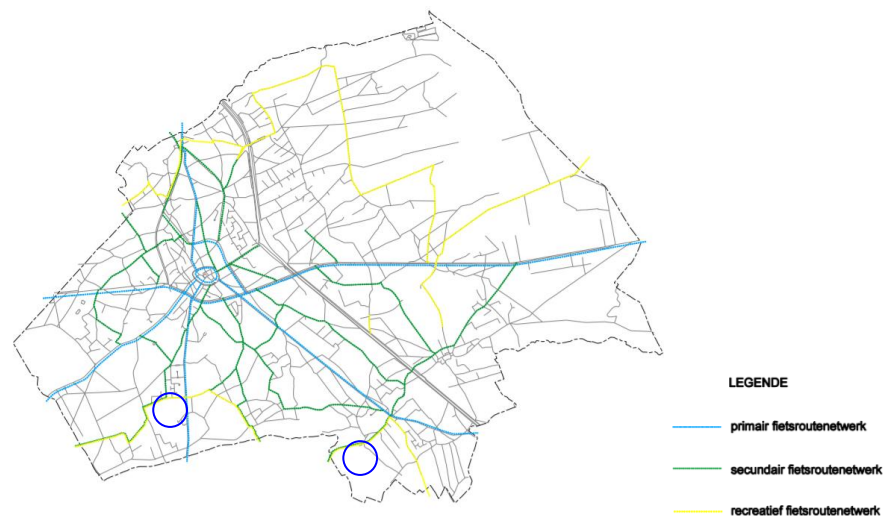 LEGENDE
primair fietsroutenetwerk
secundair fietsroutenetwerk
recreatief fietsroutenetwerk